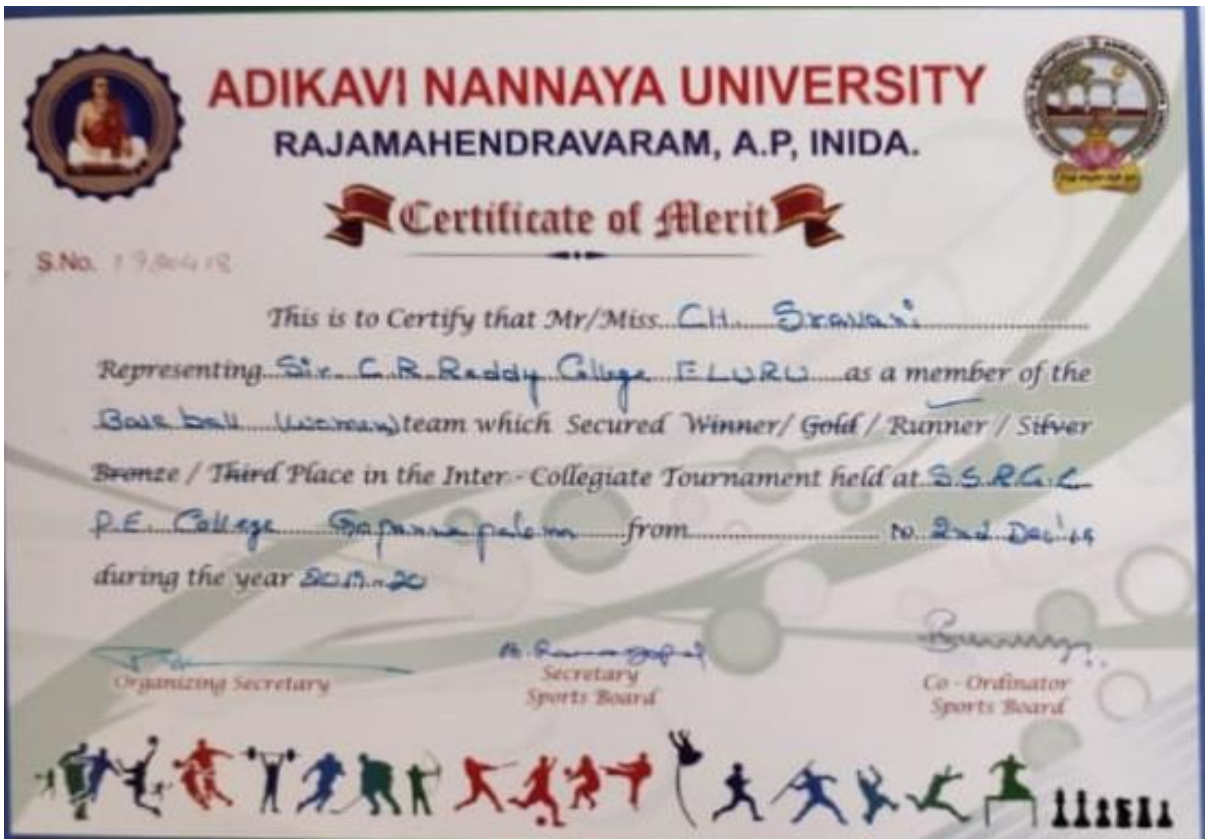 ADIKAVI NANNAYA UNIVERSITY
RAJAMAHENDRAVARAM, A.P, INIDA.
Certificate of Merit
S.No.
This is to Certify that Mr/Miss. CH. Sravani
Representing Sir. C.R. Reddy College ELURU as a member of the
Base ball (women) team which Secured Winner/ Gold / Runner / Silver
Bronze / Third Place in the Inter - Collegiate Tournament held at S.S.R.G.C
P.E. College Gopannapalem from to 2nd Dec'19
during the year 2019-20
Organizing Secretary
Secretary
Sports Board
Co - Ordinator
Sports Board